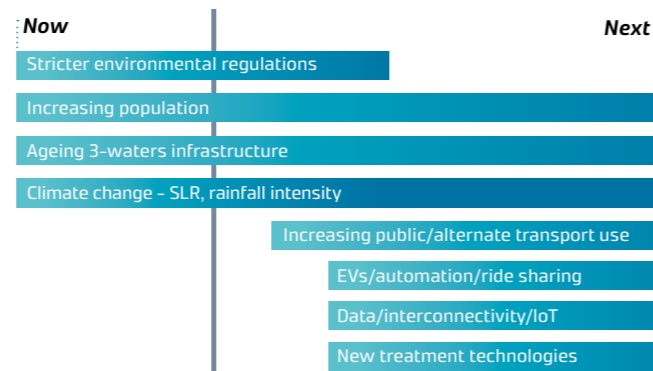 Now
Next
Stricter environmental regulations
Increasing population
Ageing 3-waters infrastructure
Climate change - SLR, rainfall intensity
Increasing public/alternate transport use
EVs/automation/ride sharing
Data/interconnectivity/IoT
New treatment technologies